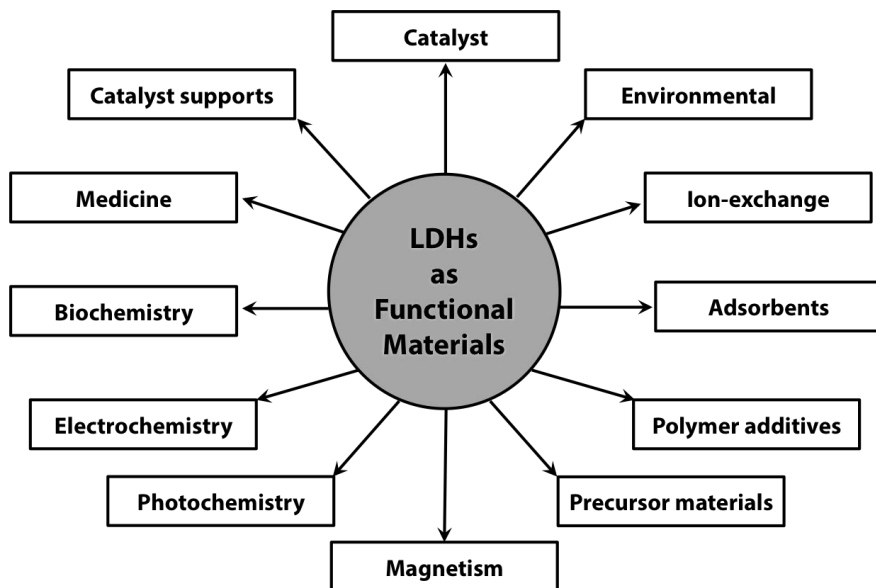 Catalyst
Catalyst supports
Environmental
Medicine
Ion-exchange
LDHs
as
Functional
Materials
Biochemistry
Adsorbents
Electrochemistry
Polymer additives
Photochemistry
Precursor materials
Magnetism